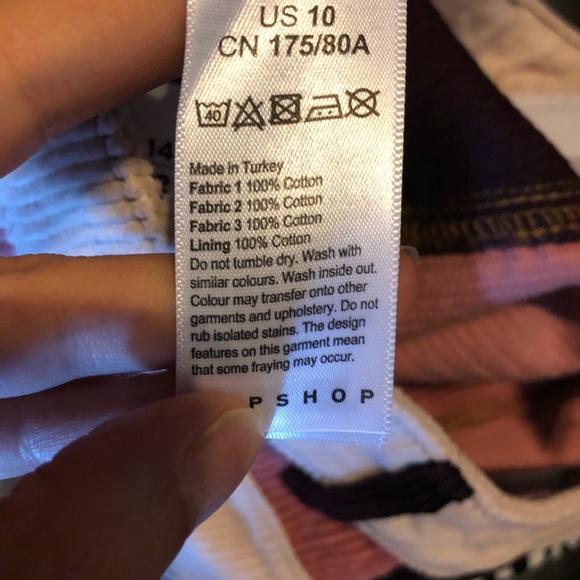 US 10
CN 175/80A
40
Made in Turkey
Fabric 1 100% Cotton
Fabric 2 100% Cotton
Fabric 3 100% Cotton
Lining 100% Cotton
Do not tumble dry. Wash with
similar colours. Wash inside out.
Colour may transfer onto other
garments and upholstery. Do not
rub isolated stains. The design
features on this garment mean
that some fraying may occur.
PSHOP